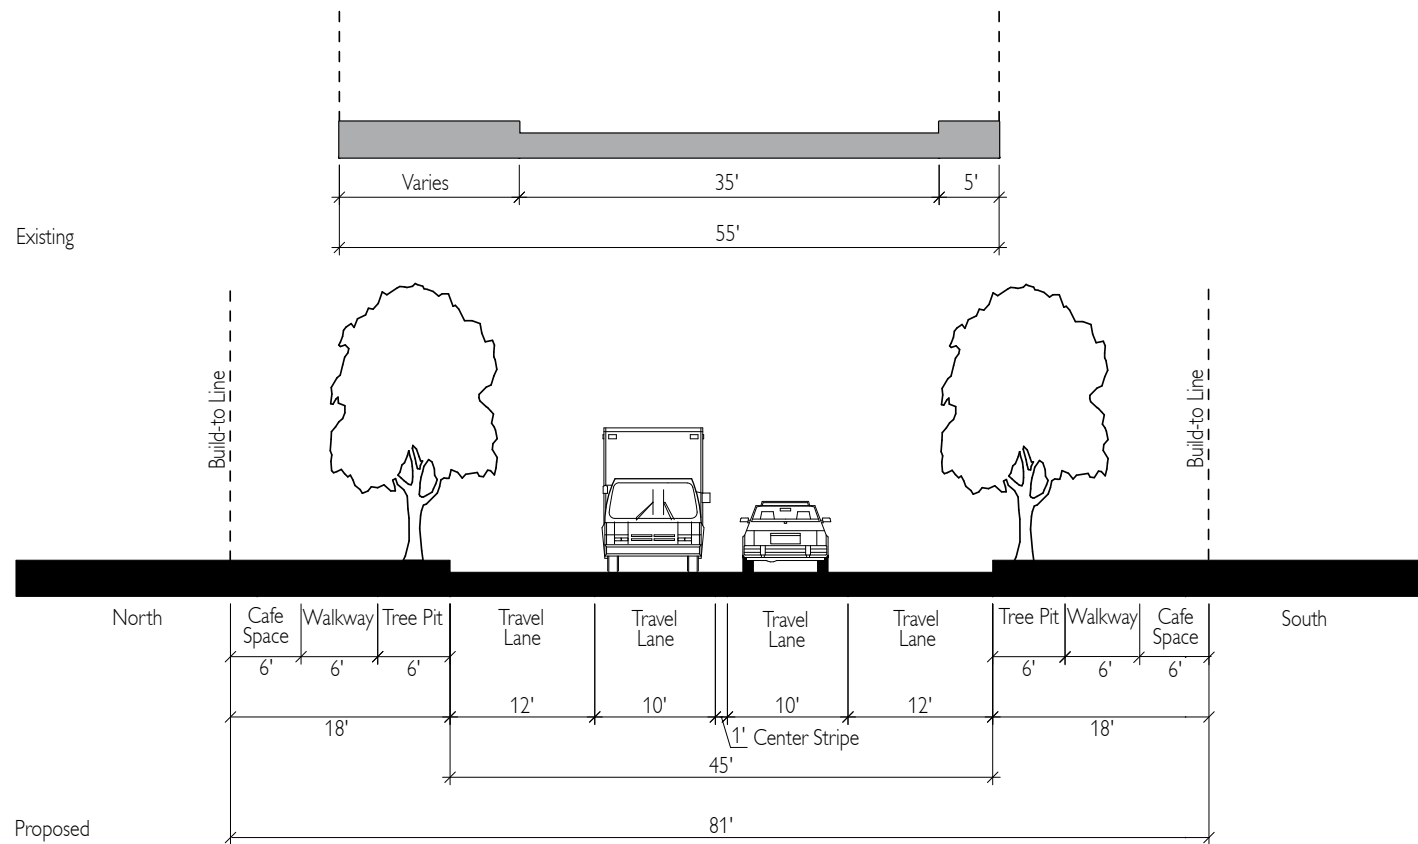 Varies
35'
5'
55'
Existing
Build-to Line
Build-to Line
North
Cafe
Space
Walkway
Tree Pit
Travel
Lane
Travel
Lane
Travel
Lane
Travel
Lane
Tree Pit
Walkway
Cafe
Space
South
6'
6'
6'
6'
6'
6'
12'
10'
10'
12'
18'
18'
1' Center Stripe
45'
81'
Proposed